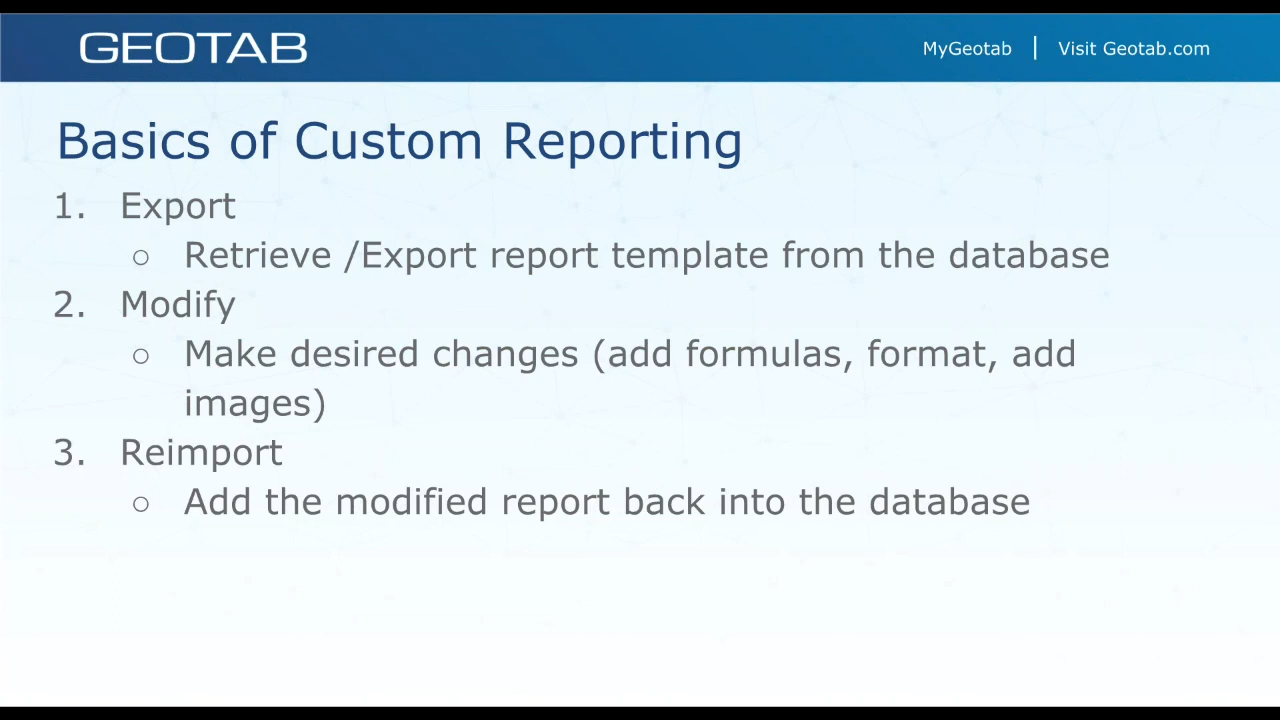 GEOTAB
MyGeotab | Visit Geotab.com
Basics of Custom Reporting
1. Export
○ Retrieve /Export report template from the database
2. Modify
○ Make desired changes (add formulas, format, add
images)
3. Reimport
○ Add the modified report back into the database